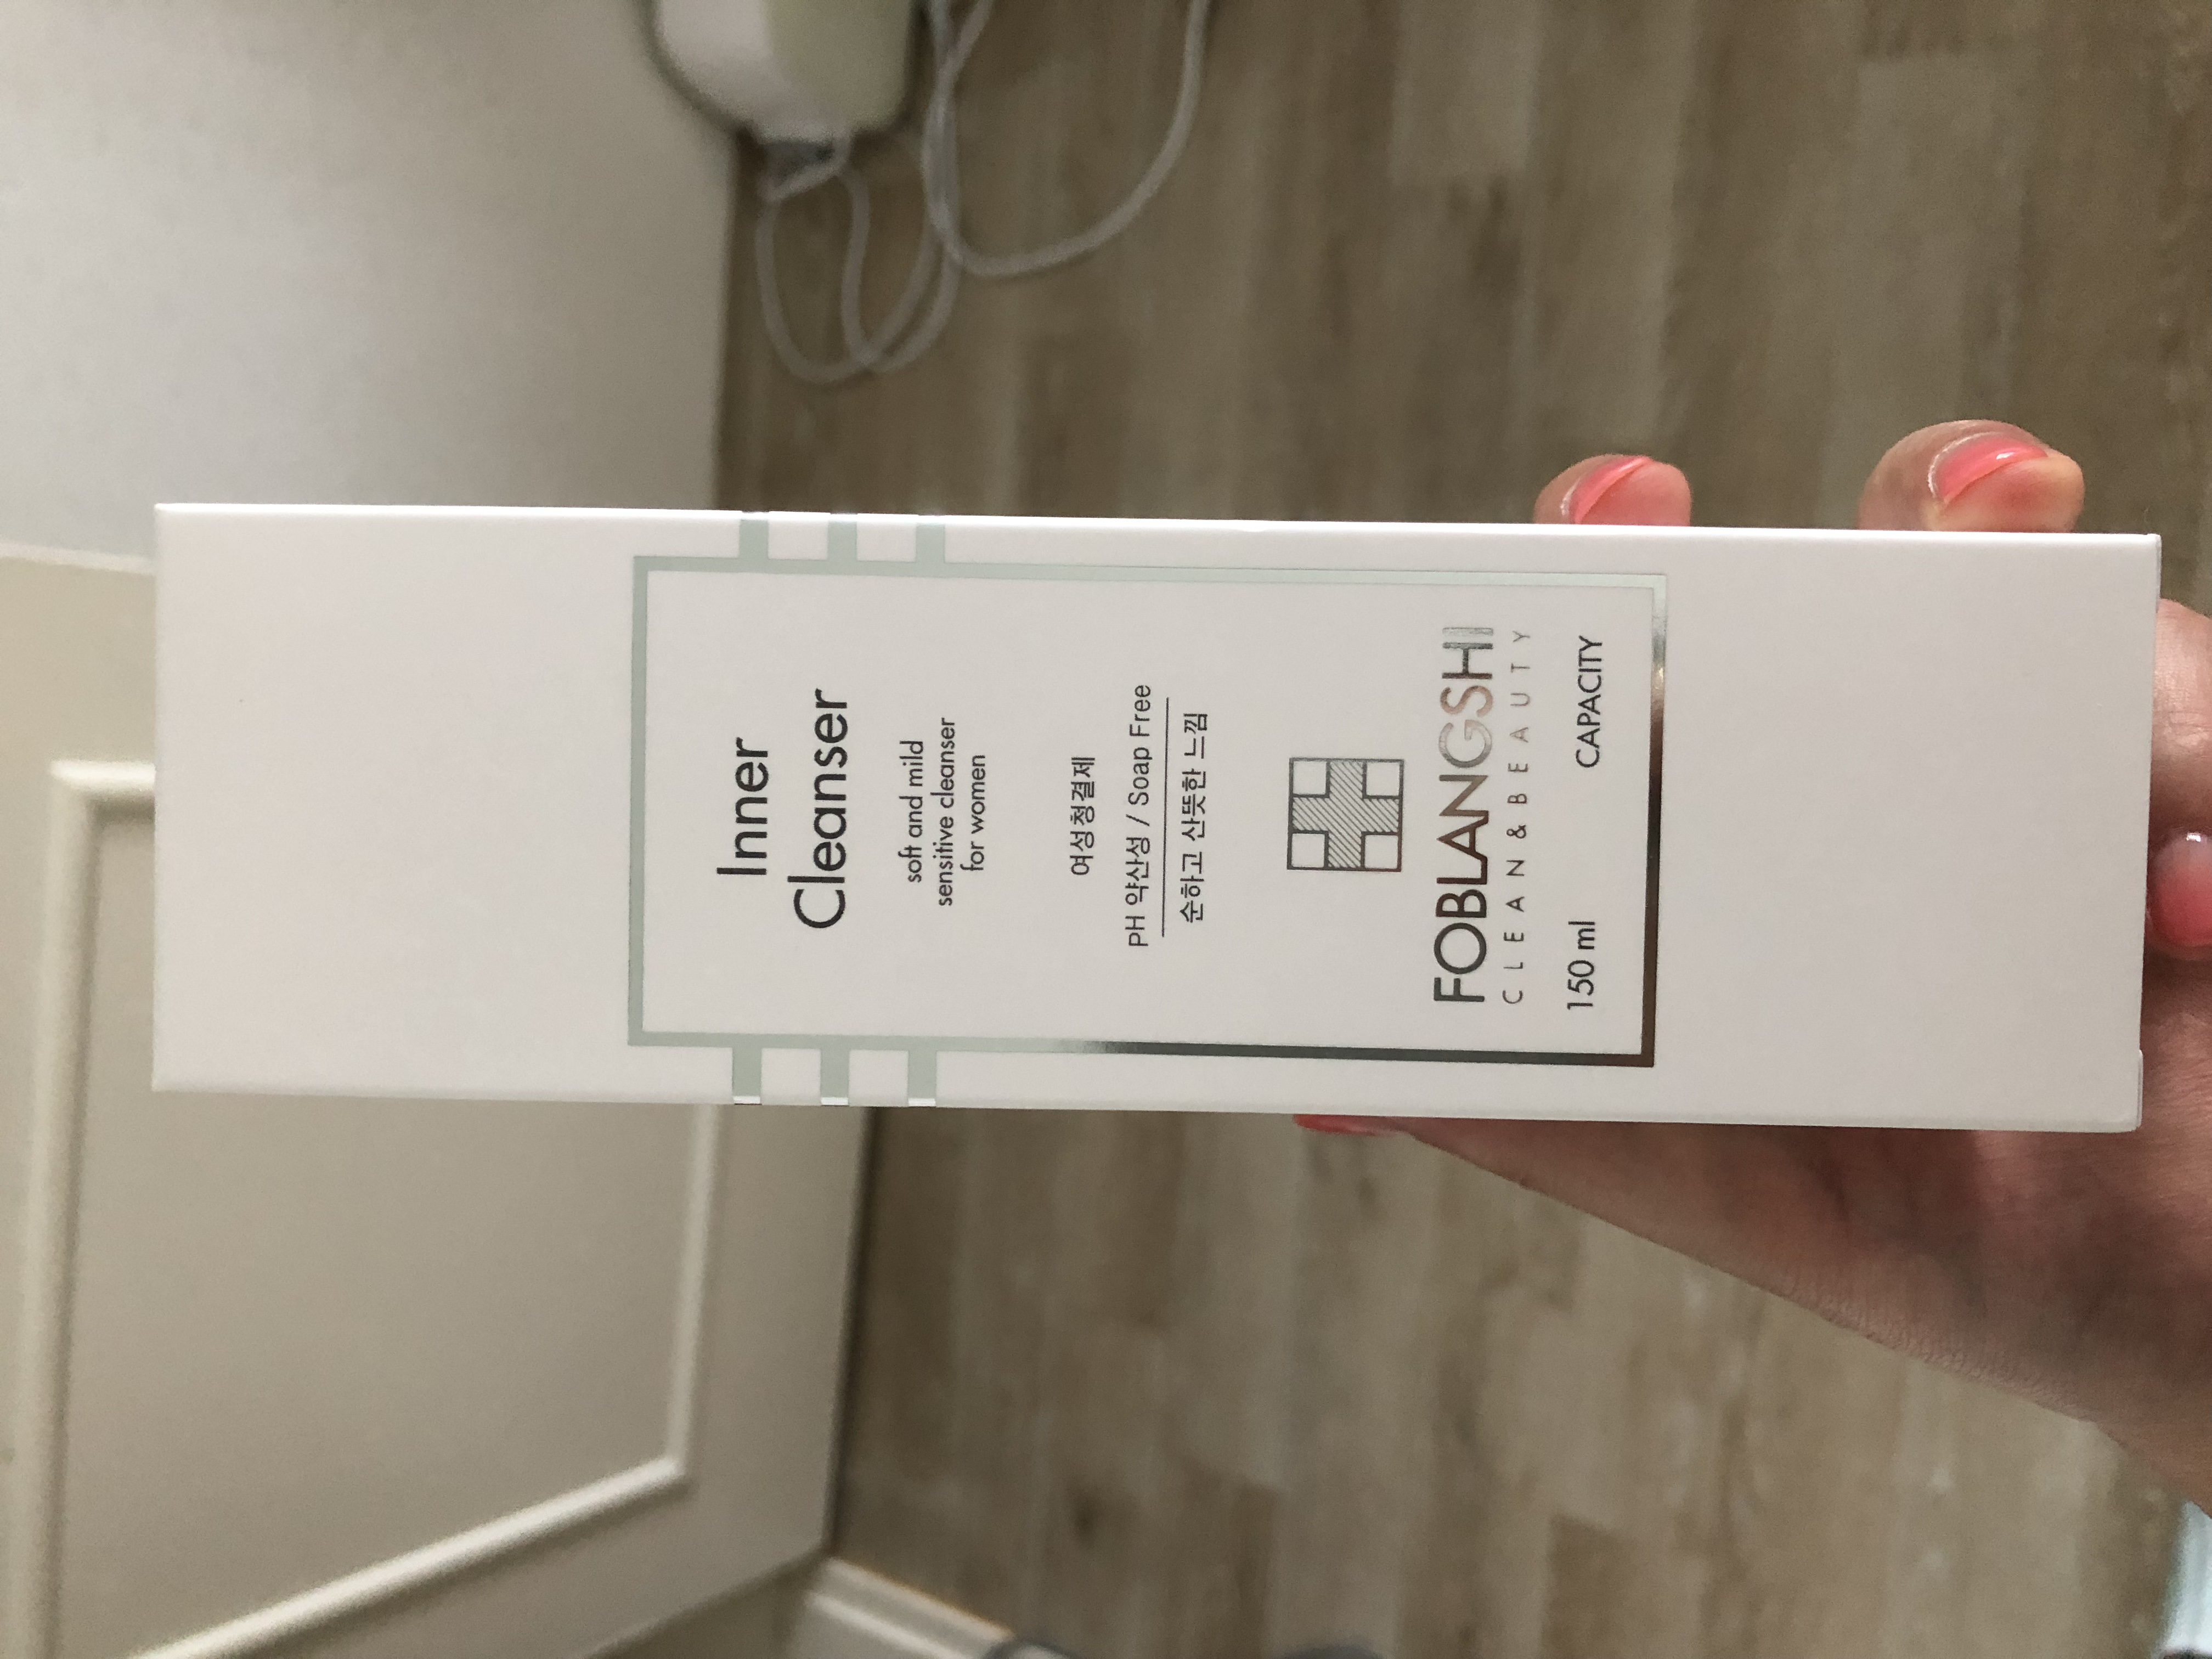 Inner
Cleanser
soft and mild
sensitive cleanser
for women
여성청결제
PH 약산성 / Soap Free
순하고 산뜻한 느낌
FOBLANGSHI
CLEAN&BEAUTY
150 ml CAPACITY